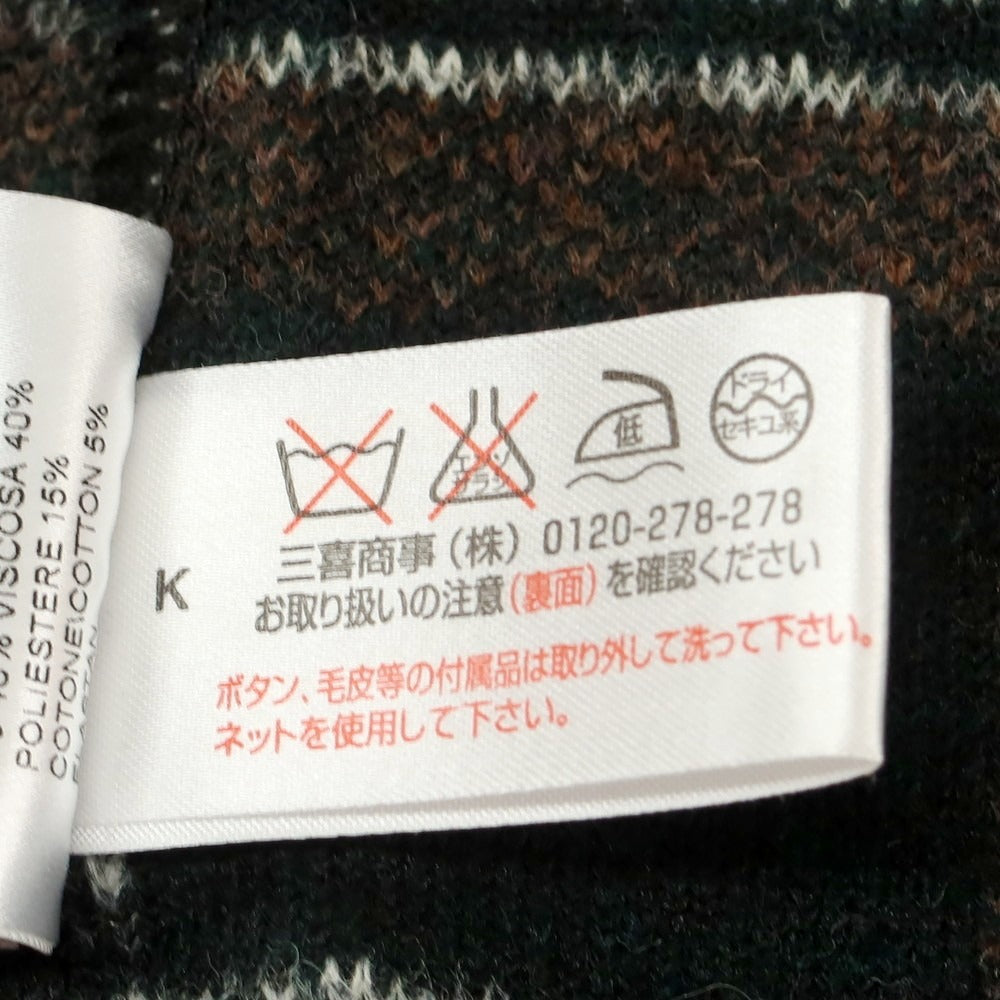 VISCOSA 40%
POLIESTERE 15%
COTONE\COTTON 5%
エンソ
サラシ
低
ドライ
セキユ系
K
三喜商事(株) 0120-278-278
お取り扱いの注意(裏面)を確認ください
ボタン、毛皮等の付属品は取り外して洗って下さい。
ネットを使用して下さい。